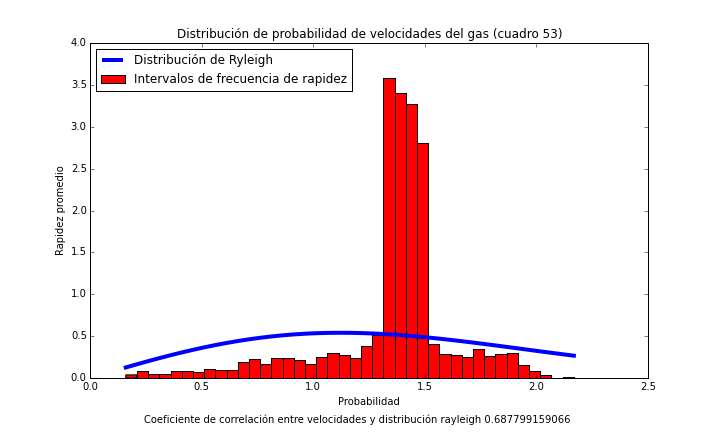 Distribución de probabilidad de velocidades del gas (cuadro 53)
4.0
3.5
3.0
2.5
2.0
1.5
1.0
0.5
0.0
Rapidez promedio
Distribución de Ryleigh
Intervalos de frecuencia de rapidez
0.0 0.5 1.0 1.5 2.0 2.5
Probabilidad
Coeficiente de correlación entre velocidades y distribución rayleigh 0.687799159066